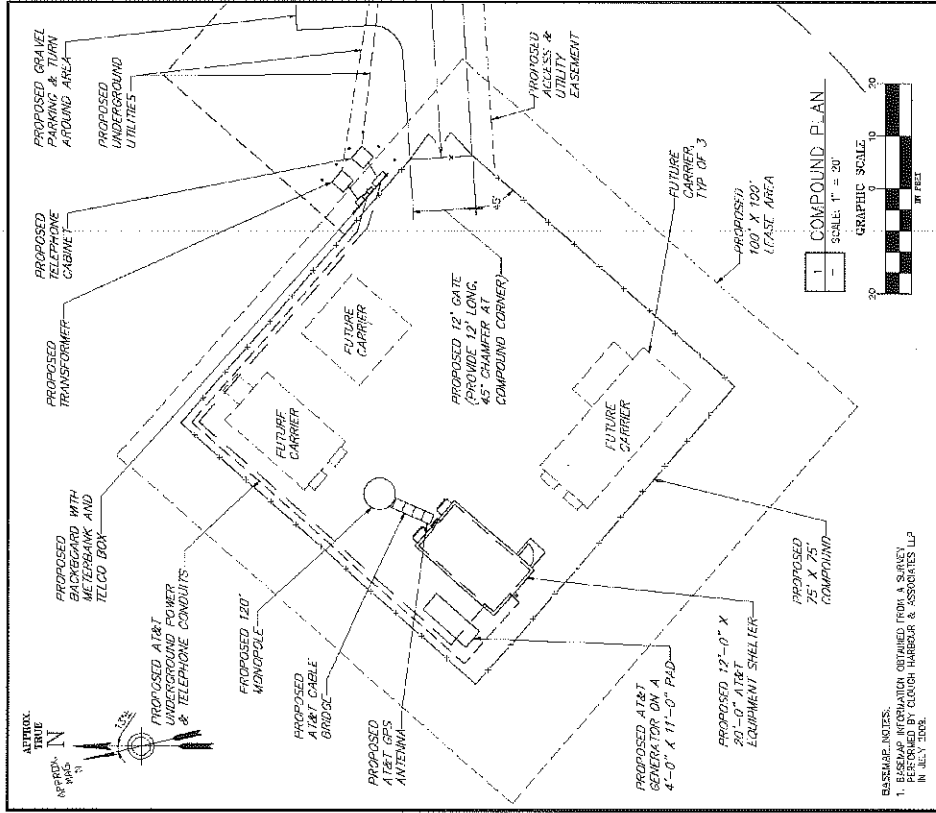 PROPOSED GRAVEL
PARKING & TURN
AROUND AREA
PROPOSED
UNDERGROUND
UTILITIES
PROPOSED
TELEPHONE
CABINET
PROPOSED
TRANSFORMER
PROPOSED
BACKBOARD WITH
METERBANK AND
TELCO BOX
PROPOSED AT&T
UNDERGROUND POWER
& TELEPHONE CONDUITS
APPROX.
TRUE
N
APPROX.
MAG.
N
PROPOSED 120'
MONOPOLE
PROPOSED
AT&T CABLE
BRIDGE
PROPOSED
AT&T GPS
ANTENNA
PROPOSED AT&T
GENERATOR ON A
4'-0" X 11'-0" PAD
PROPOSED 12'-0" X
20'-0" AT&T
EQUIPMENT SHELTER
PROPOSED
75' X 75'
COMPOUND
FUTURE
CARRIER
FUTURE
CARRIER
FUTURE
CARRIER
PROPOSED 12' GATE
(PROVIDE 12' LONG,
45° CHAMFER AT
COMPOUND CORNER)
45°
PROPOSED
ACCESS &
UTILITY
EASEMENT
FUTURE
CARRIER,
TYP OF 3
PROPOSED
100' X 100'
LEASE AREA
1
COMPOUND PLAN
SCALE: 1" = 20'
GRAPHIC SCALE
20 0 10 20
IN FEET
BASEMAP NOTES:
1. BASEMAP INFORMATION OBTAINED FROM A SURVEY
PERFORMED BY CLOUGH HARBOUR & ASSOCIATES LLP
IN JULY 2009.